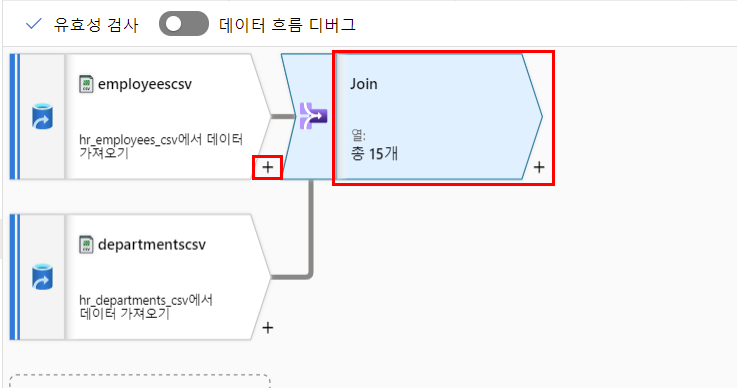 유효성 검사 데이터 흐름 디버그
employeescsv
hr_employees_csv에서 데이터
가져오기
+
Join
열:
총 15개
+
departmentscsv
hr_departments_csv에서
데이터 가져오기
+